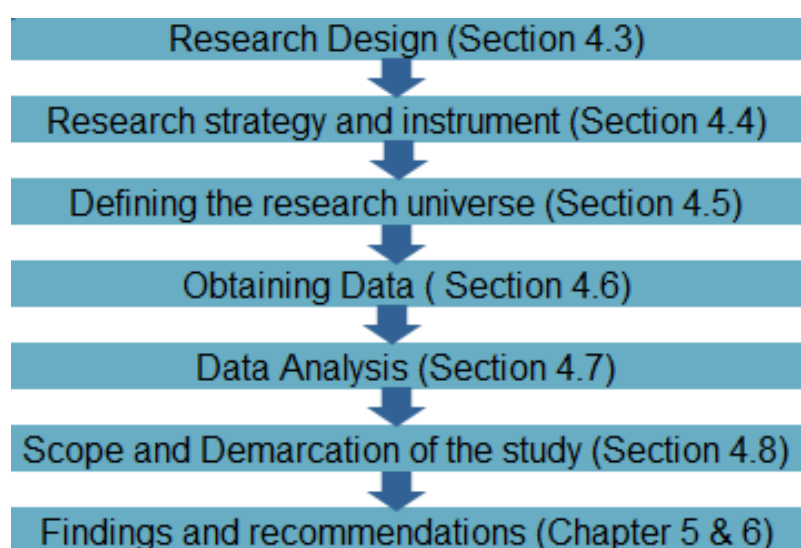 Research Design (Section 4.3)
Research strategy and instrument (Section 4.4)
Defining the research universe (Section 4.5)
Obtaining Data ( Section 4.6)
Data Analysis (Section 4.7)
Scope and Demarcation of the study (Section 4.8)
Findings and recommendations (Chapter 5 & 6)